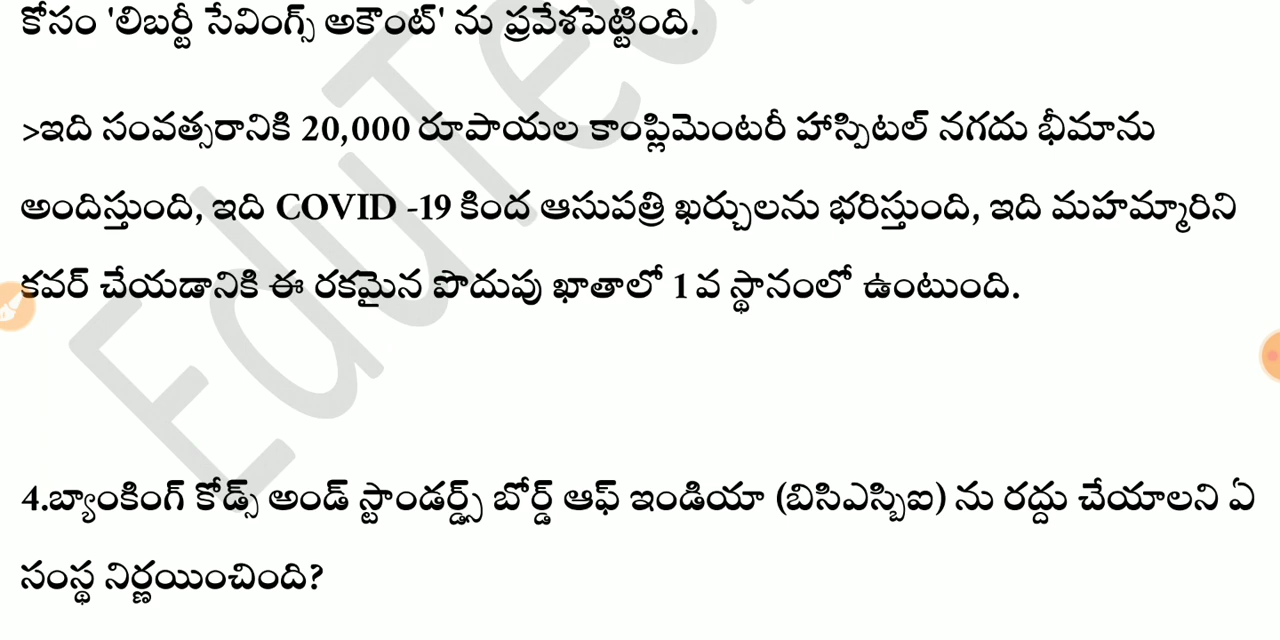 కోసం 'లిబర్టీ సేవింగ్స్ అకౌంట్' ను ప్రవేశపెట్టింది.
>ఇది సంవత్సరానికి 20,000 రూపాయల కాంప్లిమెంటరీ హాస్పిటల్ నగదు భీమాను
అందిస్తుంది, ఇది COVID -19 కింద ఆసుపత్రి ఖర్చులను భరిస్తుంది, ఇది మహమ్మారిని
కవర్ చేయడానికి ఈ రకమైన పొదుపు ఖాతాలో 1 వ స్థానంలో ఉంటుంది.
4.బ్యాంకింగ్ కోడ్స్ అండ్ స్టాండర్డ్స్ బోర్డ్ ఆఫ్ ఇండియా (బిసిఎస్బిఐ) ను రద్దు చేయాలని ఏ
సంస్థ నిర్ణయించింది?
EduTec